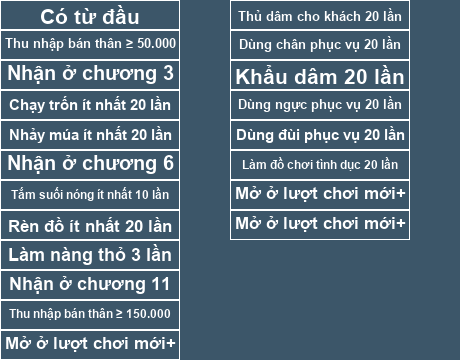 Có từ đầu
Thu nhập bán thân ≥ 50.000
Nhận ở chương 3
Chạy trốn ít nhất 20 lần
Nhảy múa ít nhất 20 lần
Nhận ở chương 6
Tắm suối nóng ít nhất 10 lần
Rèn đồ ít nhất 20 lần
Làm nàng thỏ 3 lần
Nhận ở chương 11
Thu nhập bán thân ≥ 150.000
Mở ở lượt chơi mới+
Thủ dâm cho khách 20 lần
Dùng chân phục vụ 20 lần
Khẩu dâm 20 lần
Dùng ngực phục vụ 20 lần
Dùng đùi phục vụ 20 lần
Làm đồ chơi tình dục 20 lần
Mở ở lượt chơi mới+
Mở ở lượt chơi mới+